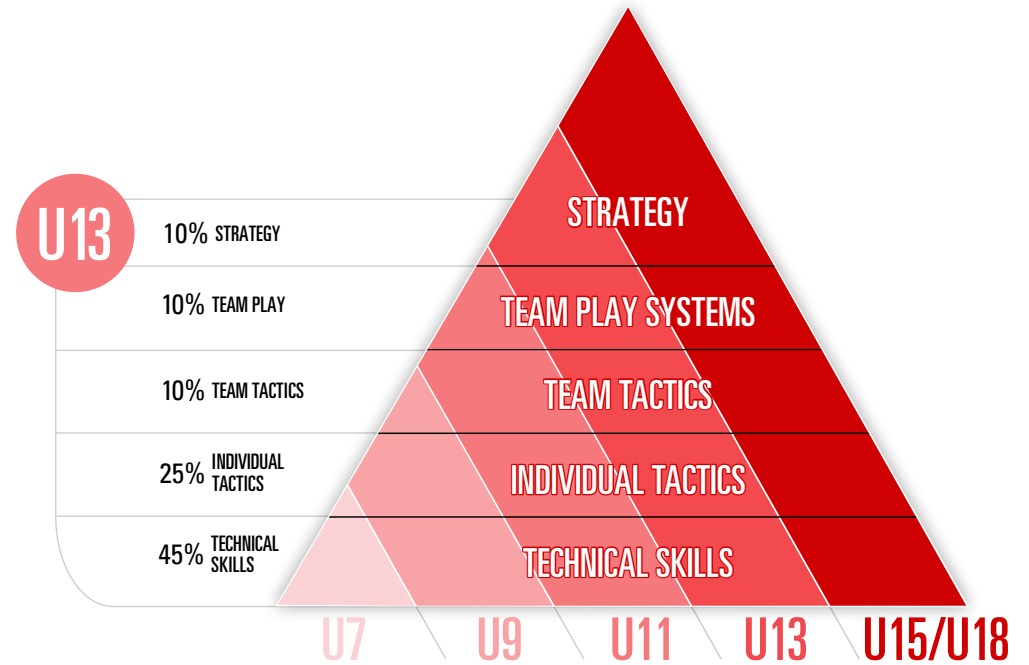 U13
10% STRATEGY
10% TEAM PLAY
10% TEAM TACTICS
25% INDIVIDUAL
TACTICS
45% TECHNICAL
SKILLS
STRATEGY
TEAM PLAY SYSTEMS
TEAM TACTICS
INDIVIDUAL TACTICS
TECHNICAL SKILLS
U7 U9 U11 U13 U15/U18